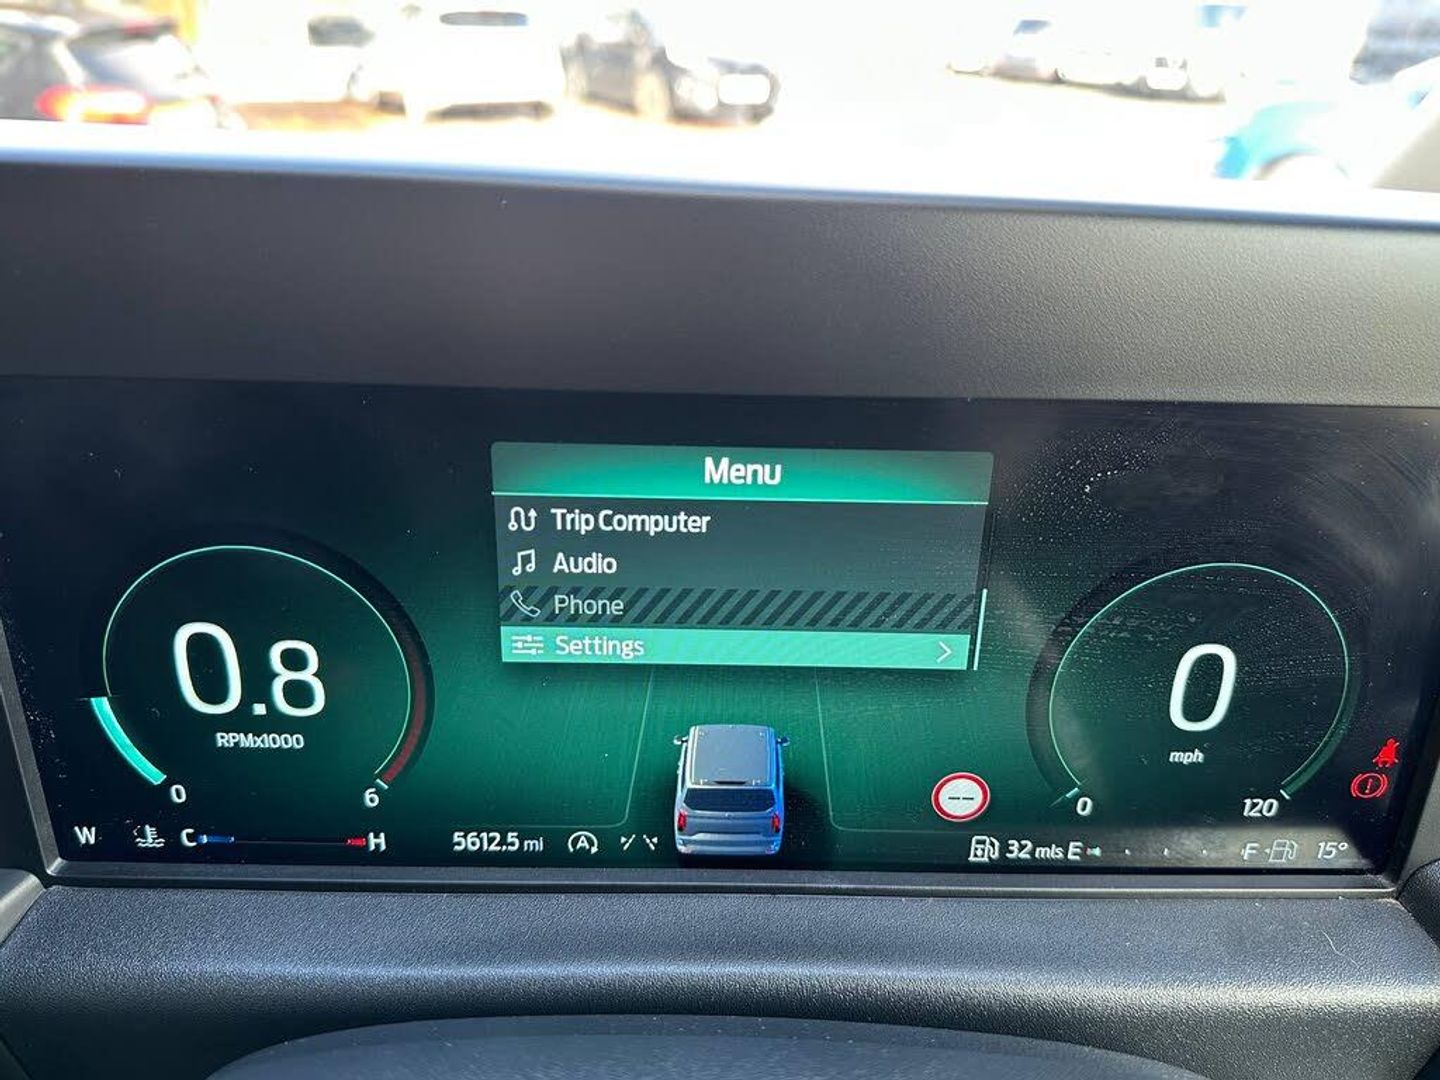 Menu
Trip Computer
Audio
Phone
Settings
0.8
RPMx1000
0 6
0
mph
0 120
--
W C H 5612.5 mi A 32 mls E F 15°